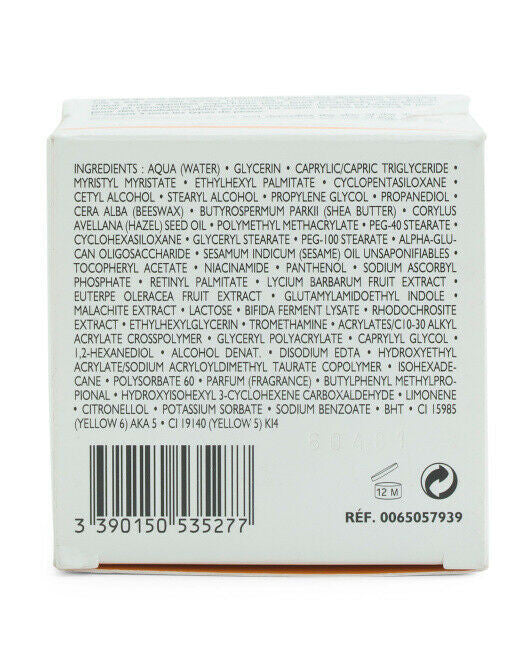 INGREDIENTS : AQUA (WATER) • GLYCERIN • CAPRYLIC/CAPRIC TRIGLYCERIDE
MYRISTYL MYRISTATE • ETHYLHEXYL PALMITATE • CYCLOPENTASILOXANE •
CETYL ALCOHOL • STEARYL ALCOHOL • PROPYLENE GLYCOL • PROPANEDIOL •
CERA ALBA (BEESWAX) • BUTYROSPERMUM PARKII (SHEA BUTTER) • CORYLUS
AVELLANA (HAZEL) SEED OIL • POLYMETHYL METHACRYLATE • PEG-40 STEARATE •
CYCLOHEXASILOXANE • GLYCERYL STEARATE • PEG-100 STEARATE • ALPHA-GLU-
CAN OLIGOSACCHARIDE • SESAMUM INDICUM (SESAME) OIL UNSAPONIFIABLES •
TOCOPHERYL ACETATE • NIACINAMIDE • PANTHENOL • SODIUM ASCORBYL
PHOSPHATE • RETINYL PALMITATE • LYCIUM BARBARUM FRUIT EXTRACT •
EUTERPE OLERACEA FRUIT EXTRACT • GLUTAMYLAMIDOETHYL INDOLE •
MALACHITE EXTRACT • LACTOSE • BIFIDA FERMENT LYSATE • RHODOCHROSITE
EXTRACT • ETHYLHEXYLGLYCERIN • TROMETHAMINE • ACRYLATES/C10-30 ALKYL
ACRYLATE CROSSPOLYMER • GLYCERYL POLYACRYLATE • CAPRYLYL GLYCOL •
1,2-HEXANEDIOL • ALCOHOL DENAT. • DISODIUM EDTA • HYDROXYETHYL
ACRYLATE/SODIUM ACRYLOYLDIMETHYL TAURATE COPOLYMER • ISOHEXADE-
CANE • POLYSORBATE 60 • PARFUM (FRAGRANCE) • BUTYLPHENYL METHYLPRO-
PIONAL • HYDROXYISOHEXYL 3-CYCLOHEXENE CARBOXALDEHYDE • LIMONENE
• CITRONELLOL • POTASSIUM SORBATE • SODIUM BENZOATE • BHT • CI 15985
(YELLOW 6) AKA 5 • CI 19140 (YELLOW 5) KI4
12 M
3 390150 535277
RÉF. 0065057939